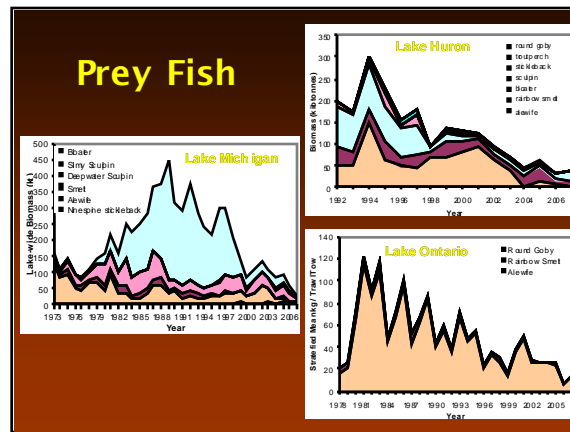 Prey Fish
Lake Huron
round goby
troutperch
stickleback
sculpin
bloater
rainbow smelt
alewife
Biomass (kilotonnes)
350
300
250
200
150
100
50
0
1992 1994 1996 1998 2000 2002 2004 2006
Year
Lake Michigan
Bloater
Slimy Sculpin
Deepwater Sculpin
Smelt
Alewife
Ninespine stickleback
Lake-wide Biomass (kt)
500
450
400
350
300
250
200
150
100
50
0
1973 1976 1979 1982 1985 1988 1991 1994 1997 2000 2003 2006
Year
Lake Ontario
Round Goby
Rainbow Smelt
Alewife
Stratefied Mean kg / Trawl Tow
140
120
100
80
60
40
20
0
1978 1981 1984 1987 1990 1993 1996 1999 2002 2005
Year